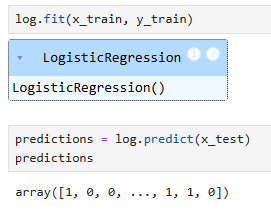 log.fit(x_train, y_train)
▾ LogisticRegression i ?
LogisticRegression()
predictions = log.predict(x_test)
predictions
array([1, 0, 0, ..., 1, 1, 0])